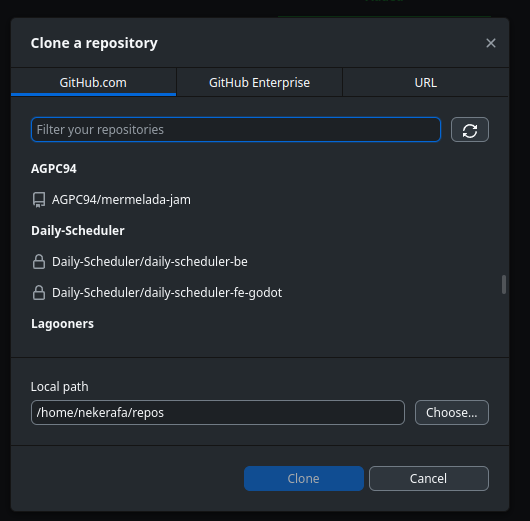 Clone a repository
GitHub.com
GitHub Enterprise
URL
Filter your repositories
AGPC94
AGPC94/mermelada-jam
Daily-Scheduler
Daily-Scheduler/daily-scheduler-be
Daily-Scheduler/daily-scheduler-fe-godot
Lagooners
Local path
/home/nekerafa/repos
Choose...
Clone
Cancel